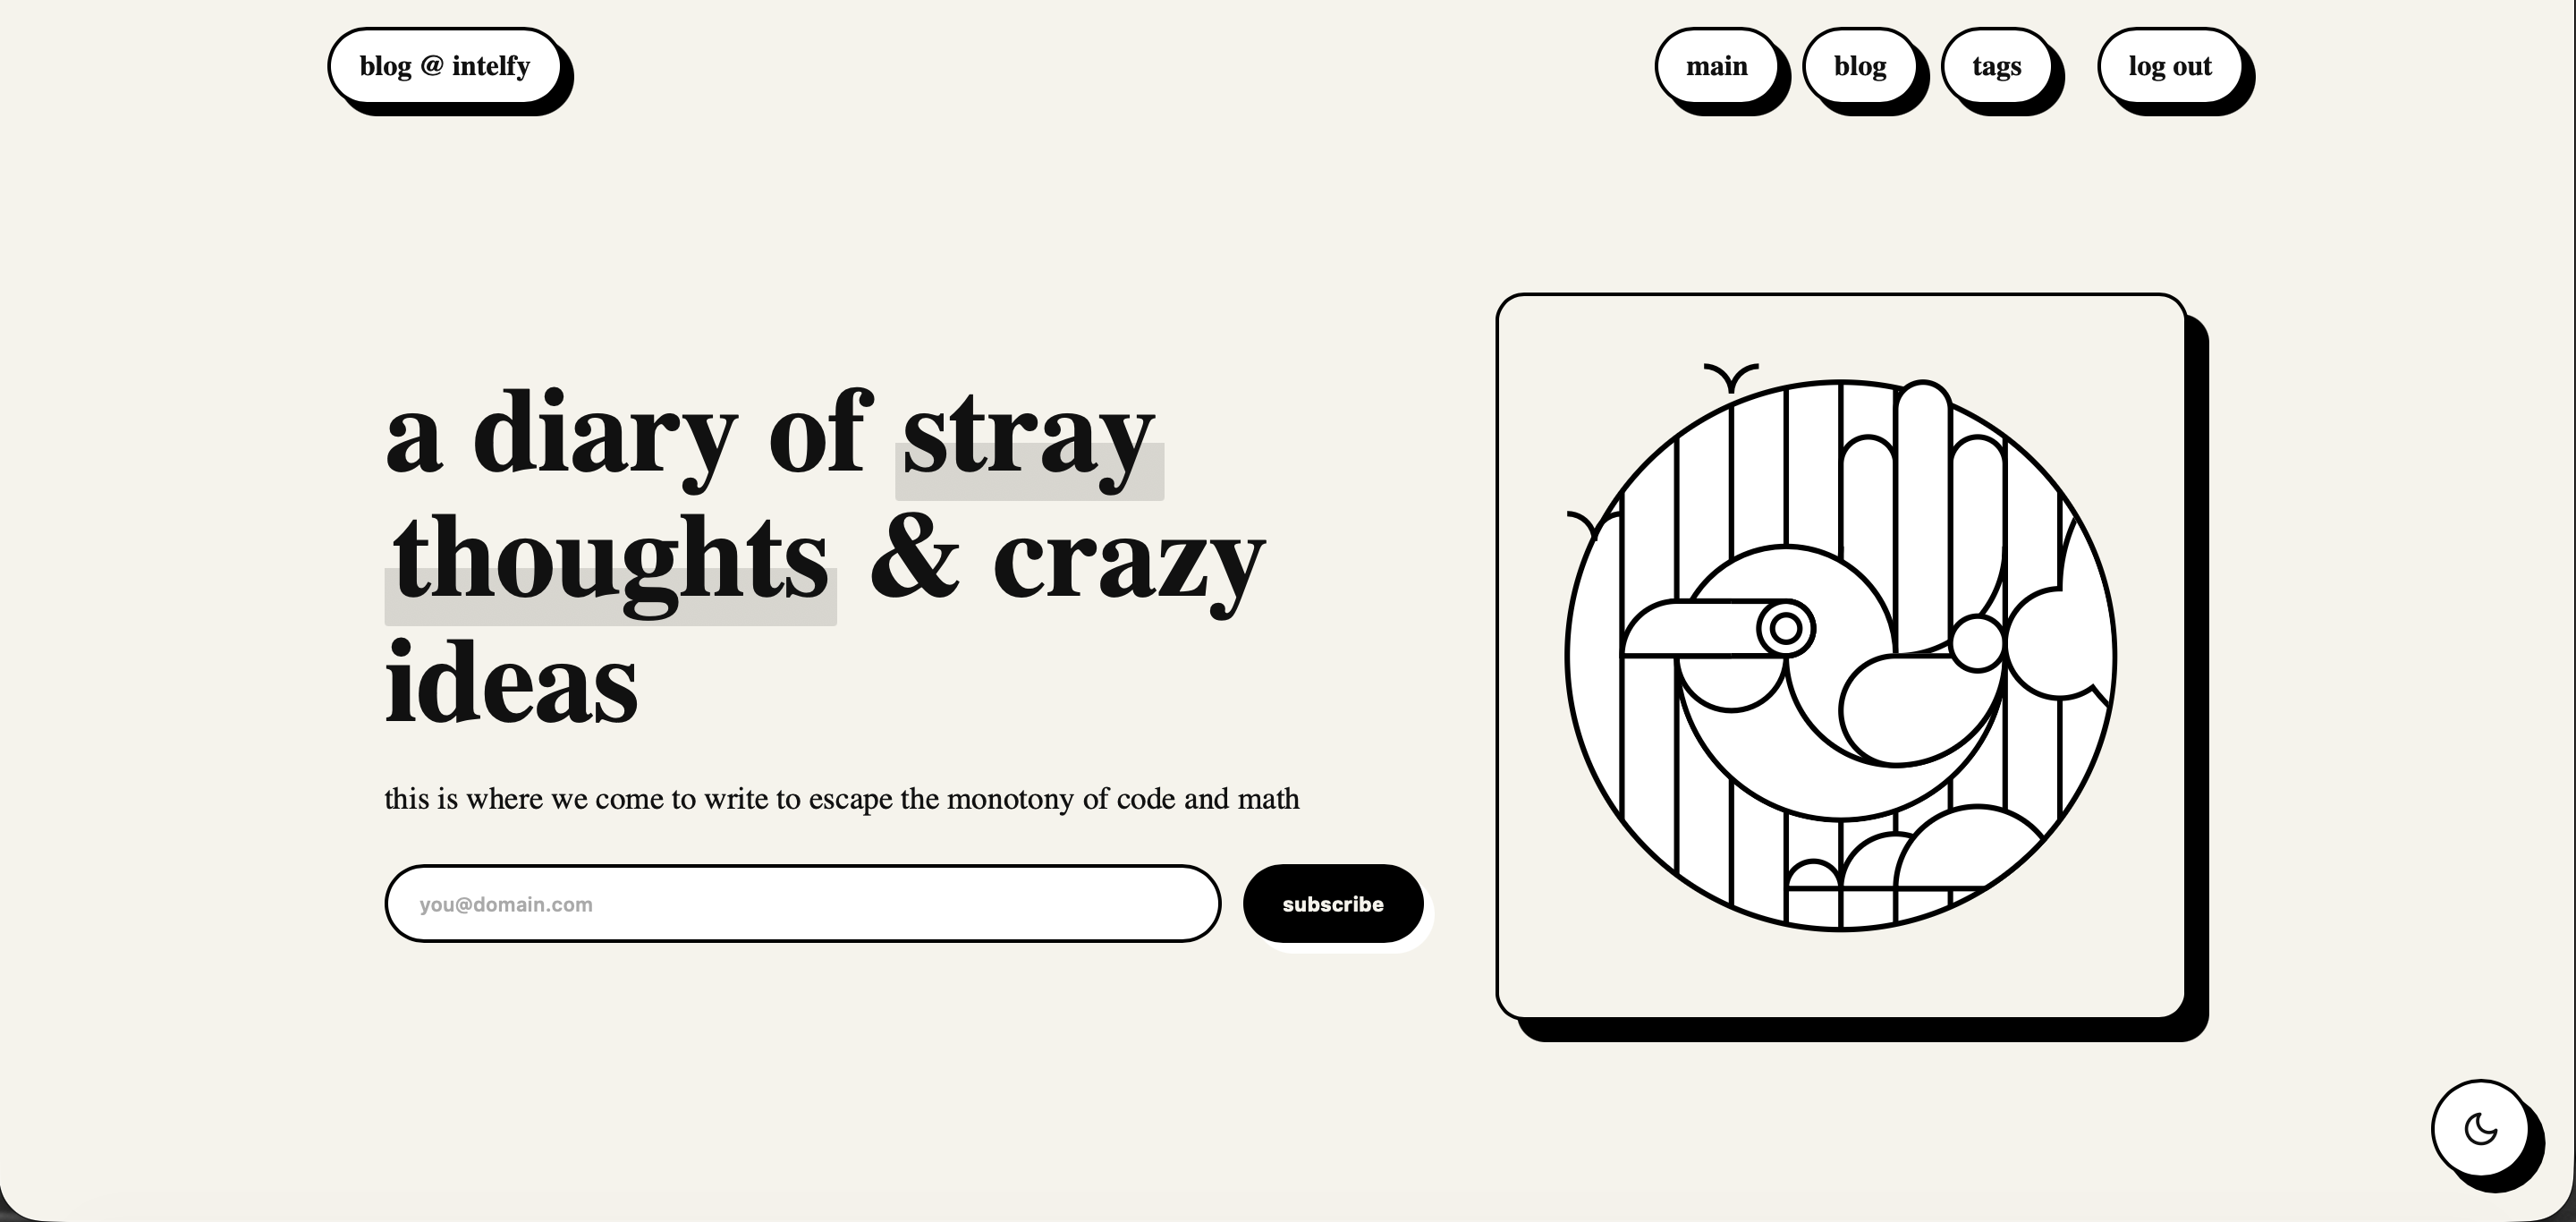 blog @ intelfy
main
blog
tags
log out
a diary of stray
thoughts & crazy
ideas
this is where we come to write to escape the monotony of code and math
you@domain.com
subscribe